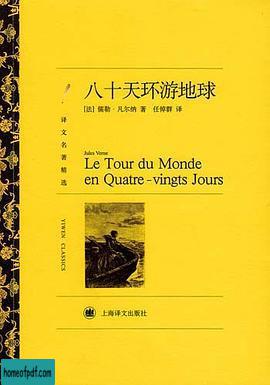 八十天环游地球
[法] 儒勒·凡尔纳 著 任倬群 译
译文名著精选
YIWEN CLASSICS
Jules Verne
Le Tour du Monde
en Quatre-vingts Jours
上海译文出版社
homeofpdf.com